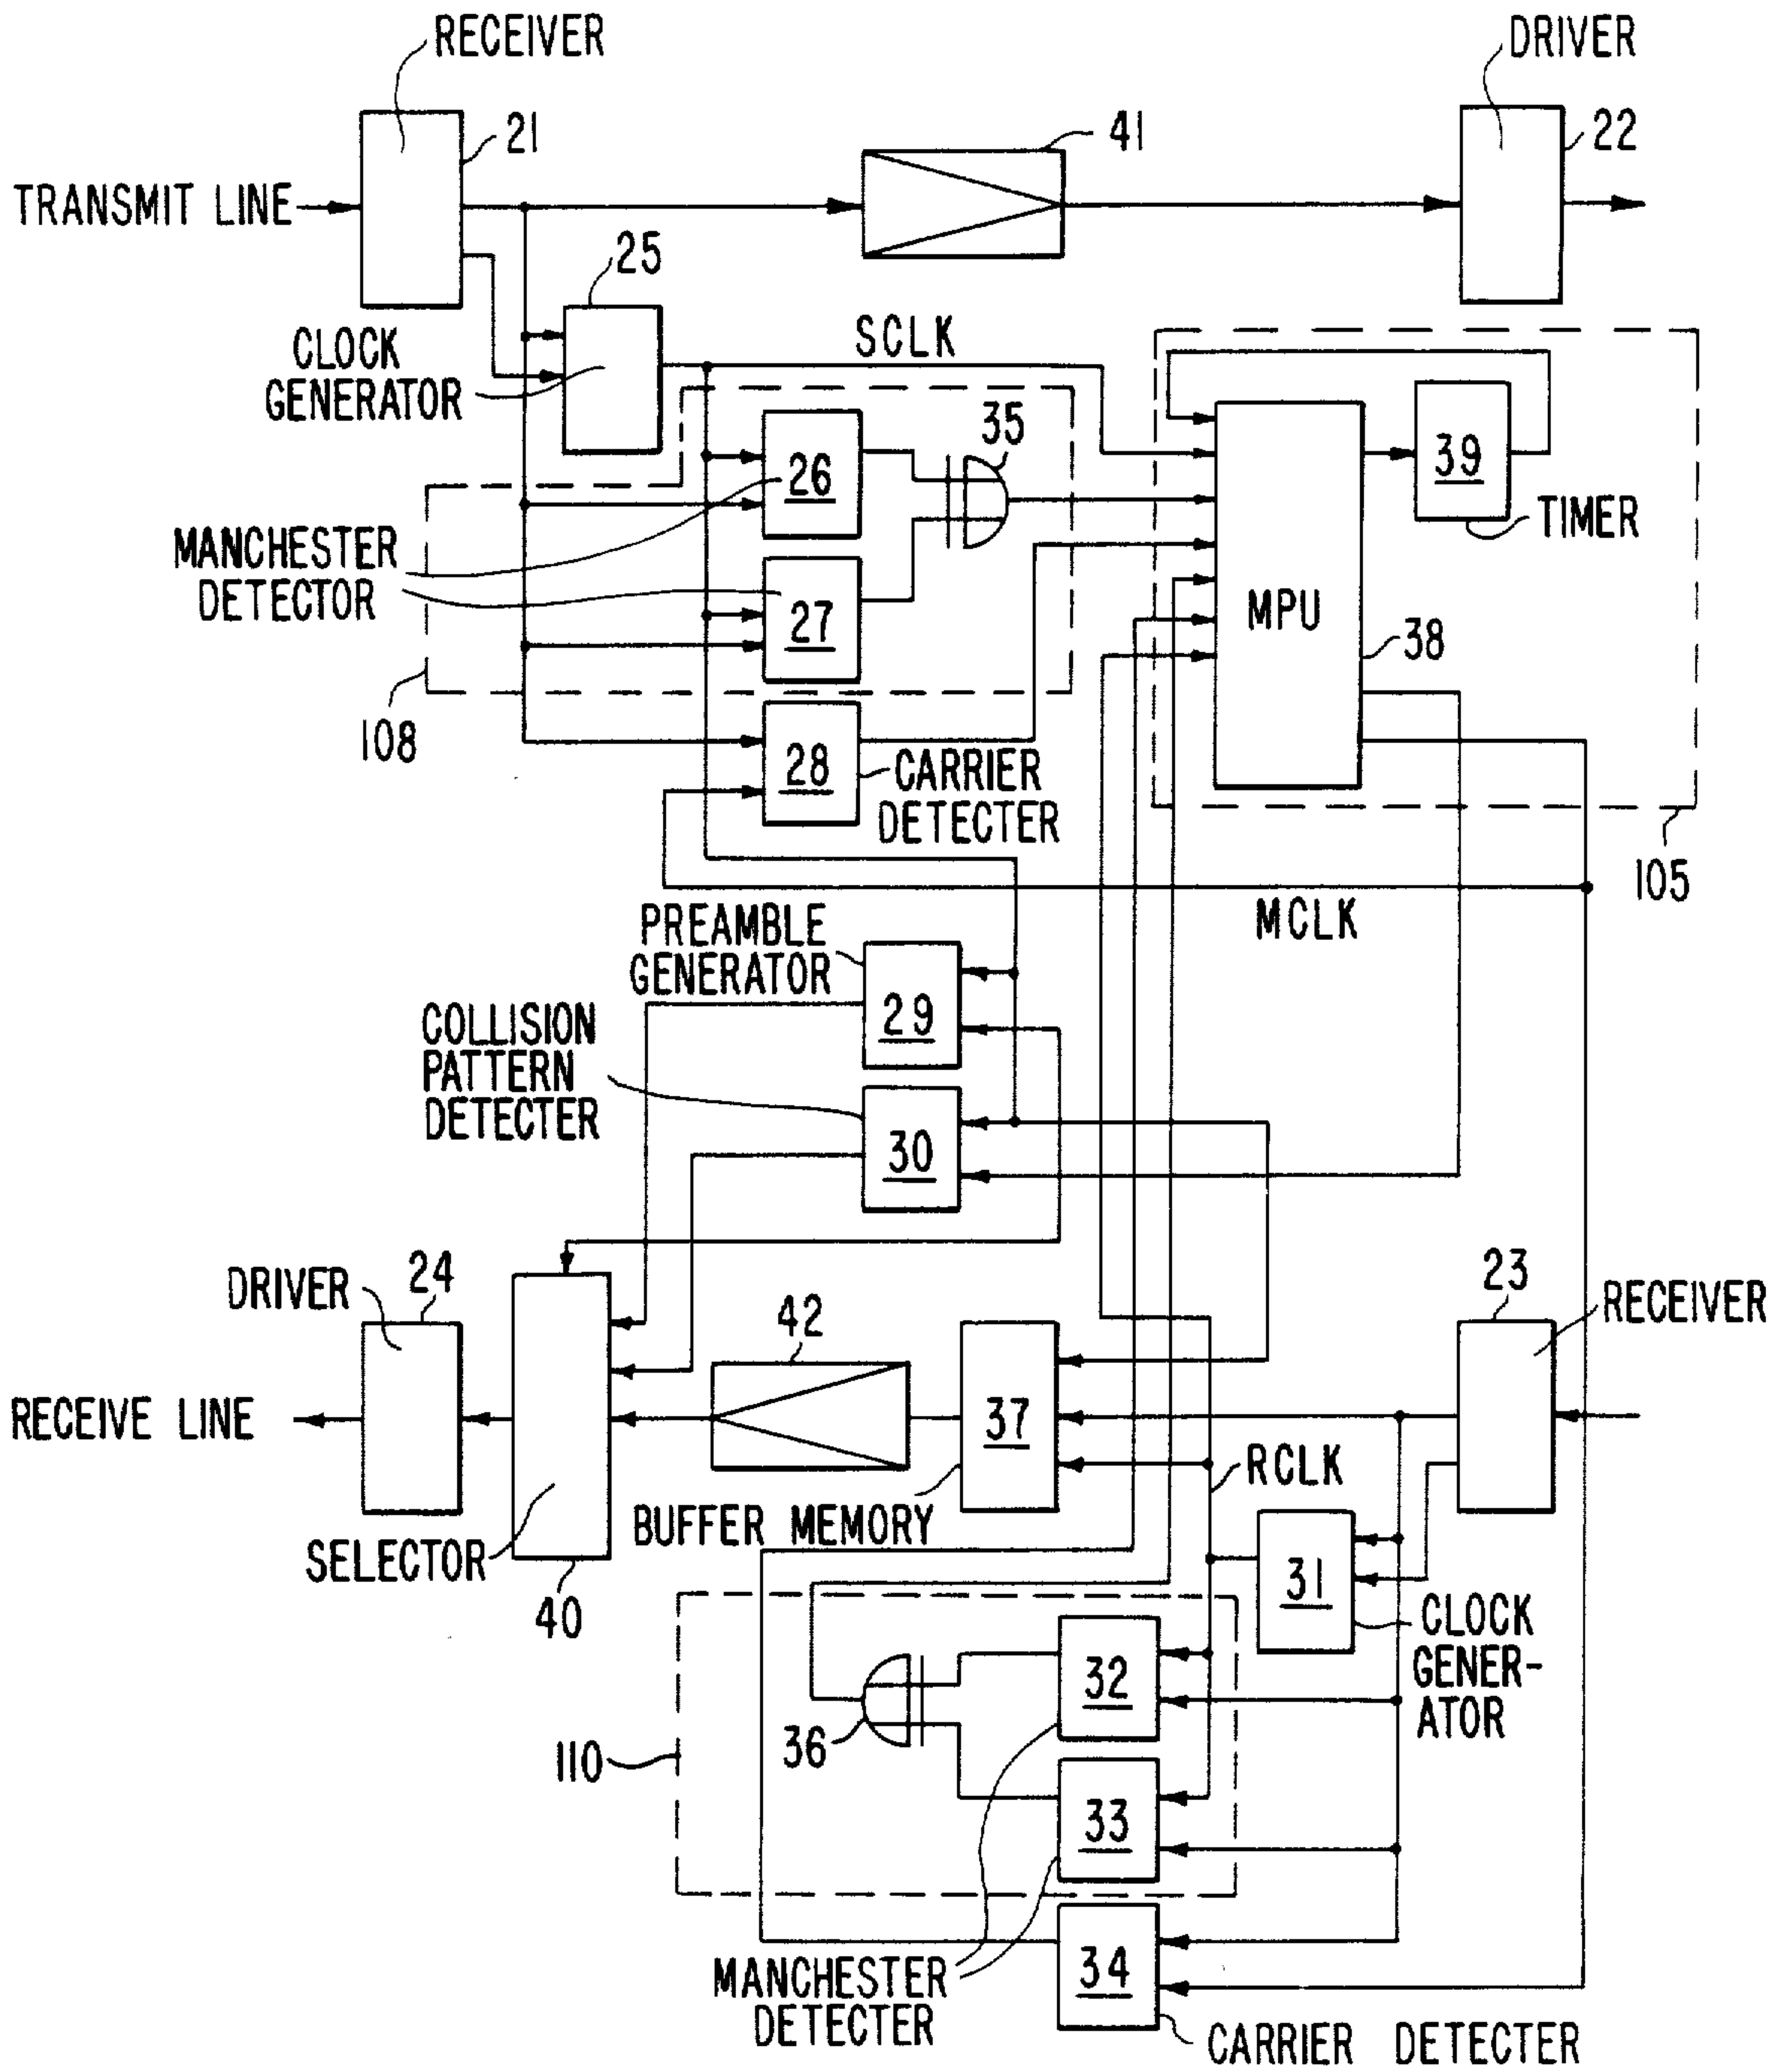 RECEIVER
DRIVER
21
41
22
TRANSMIT LINE
25
CLOCK
GENERATOR
SCLK
35
26
39
TIMER
MANCHESTER
DETECTOR
27
MPU
38
108
28
CARRIER
DETECTER
105
MCLK
PREAMBLE
GENERATOR
29
COLLISION
PATTERN
DETECTER
30
DRIVER
24
23
RECEIVER
42
RECEIVE LINE
37
RCLK
BUFFER MEMORY
SELECTOR
40
31
CLOCK
GENER-
ATOR
32
36
110
33
MANCHESTER
DETECTER
34
CARRIER DETECTER